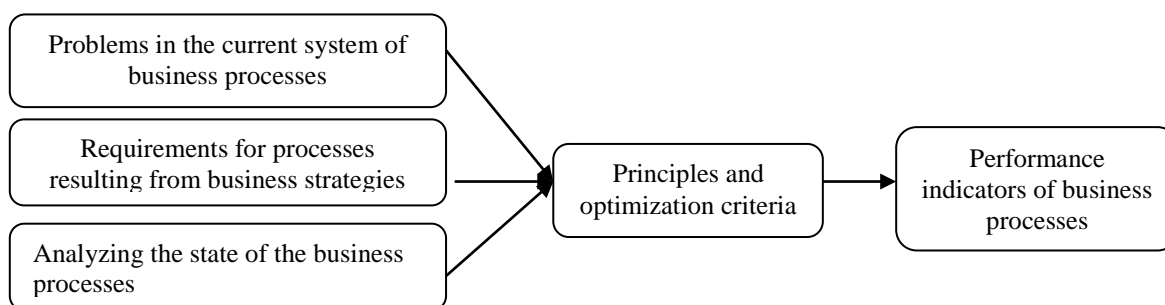 Problems in the current system of
business processes
Requirements for processes
resulting from business strategies
Analyzing the state of the business
processes
Principles and
optimization criteria
Performance
indicators of business
processes